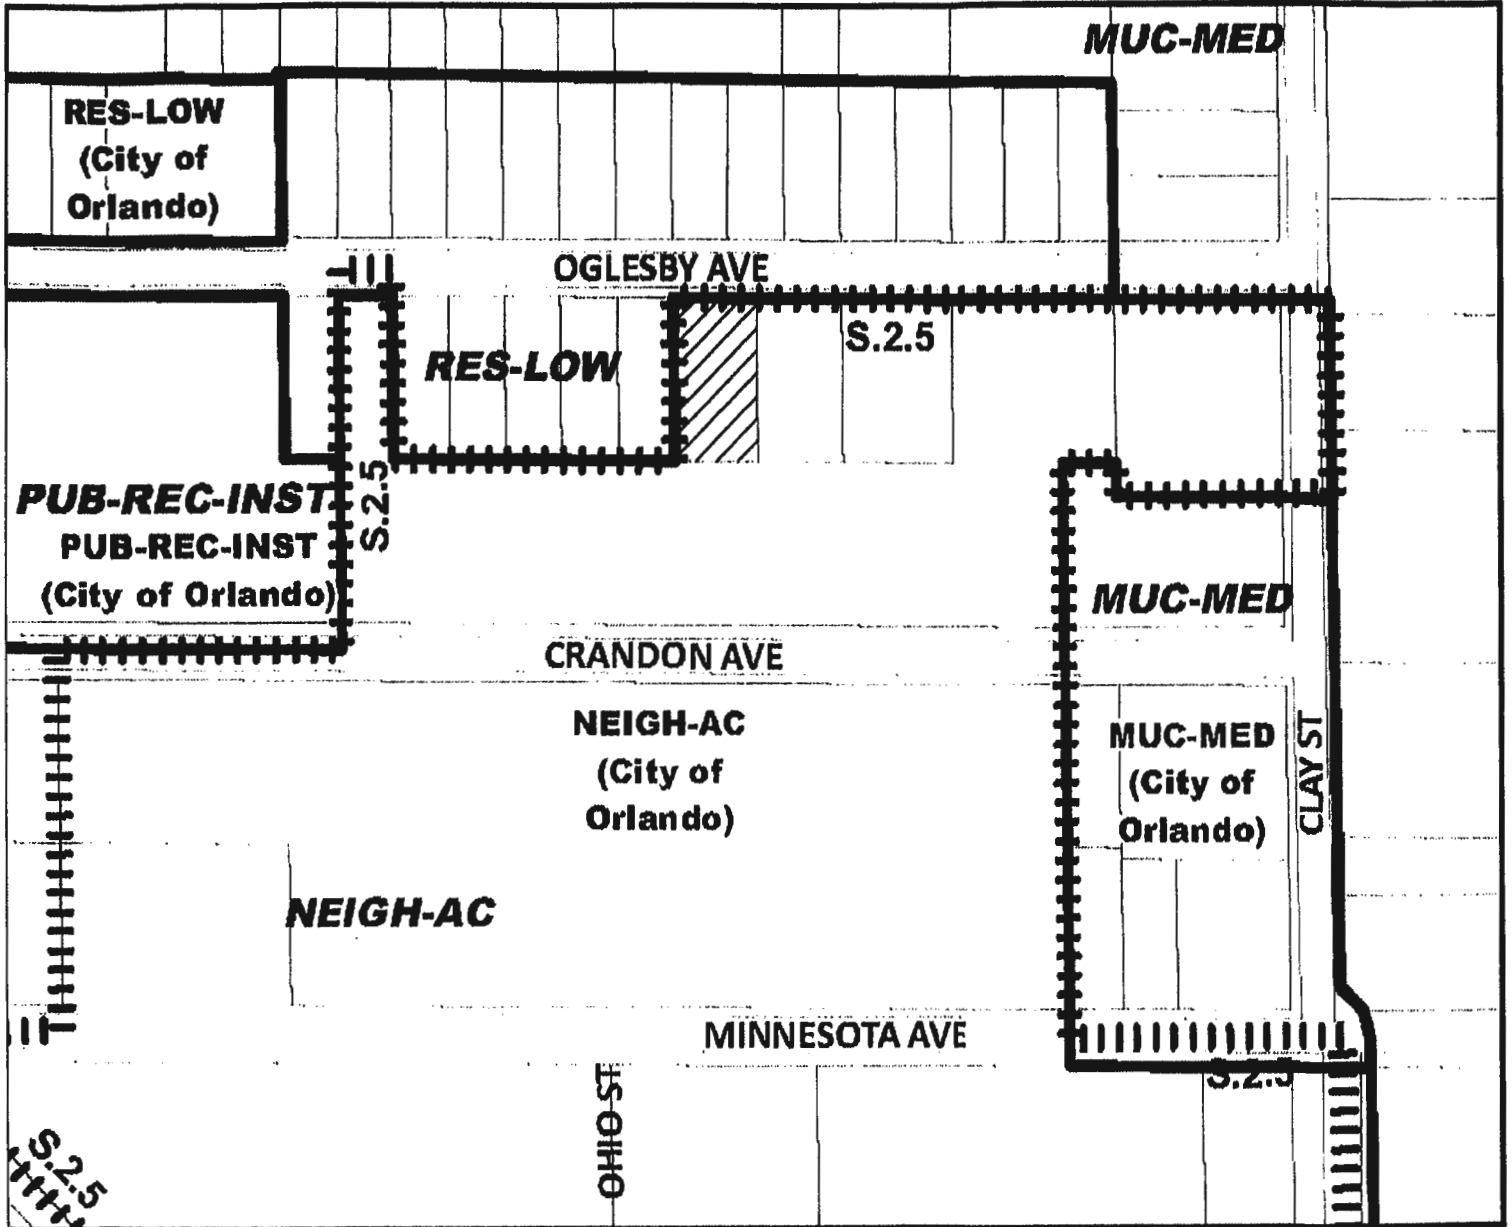 MUC-MED
RES-LOW
(City of
Orlando)
OGLESBY AVE
S.2.5
RES-LOW
S.2.5
PUB-REC-INST
PUB-REC-INST
(City of Orlando)
MUC-MED
CRANDON AVE
NEIGH-AC
(City of
Orlando)
MUC-MED
(City of
Orlando)
CLAY ST
NEIGH-AC
MINNESOTA AVE
S.2.5
OHIO ST
S.2.5